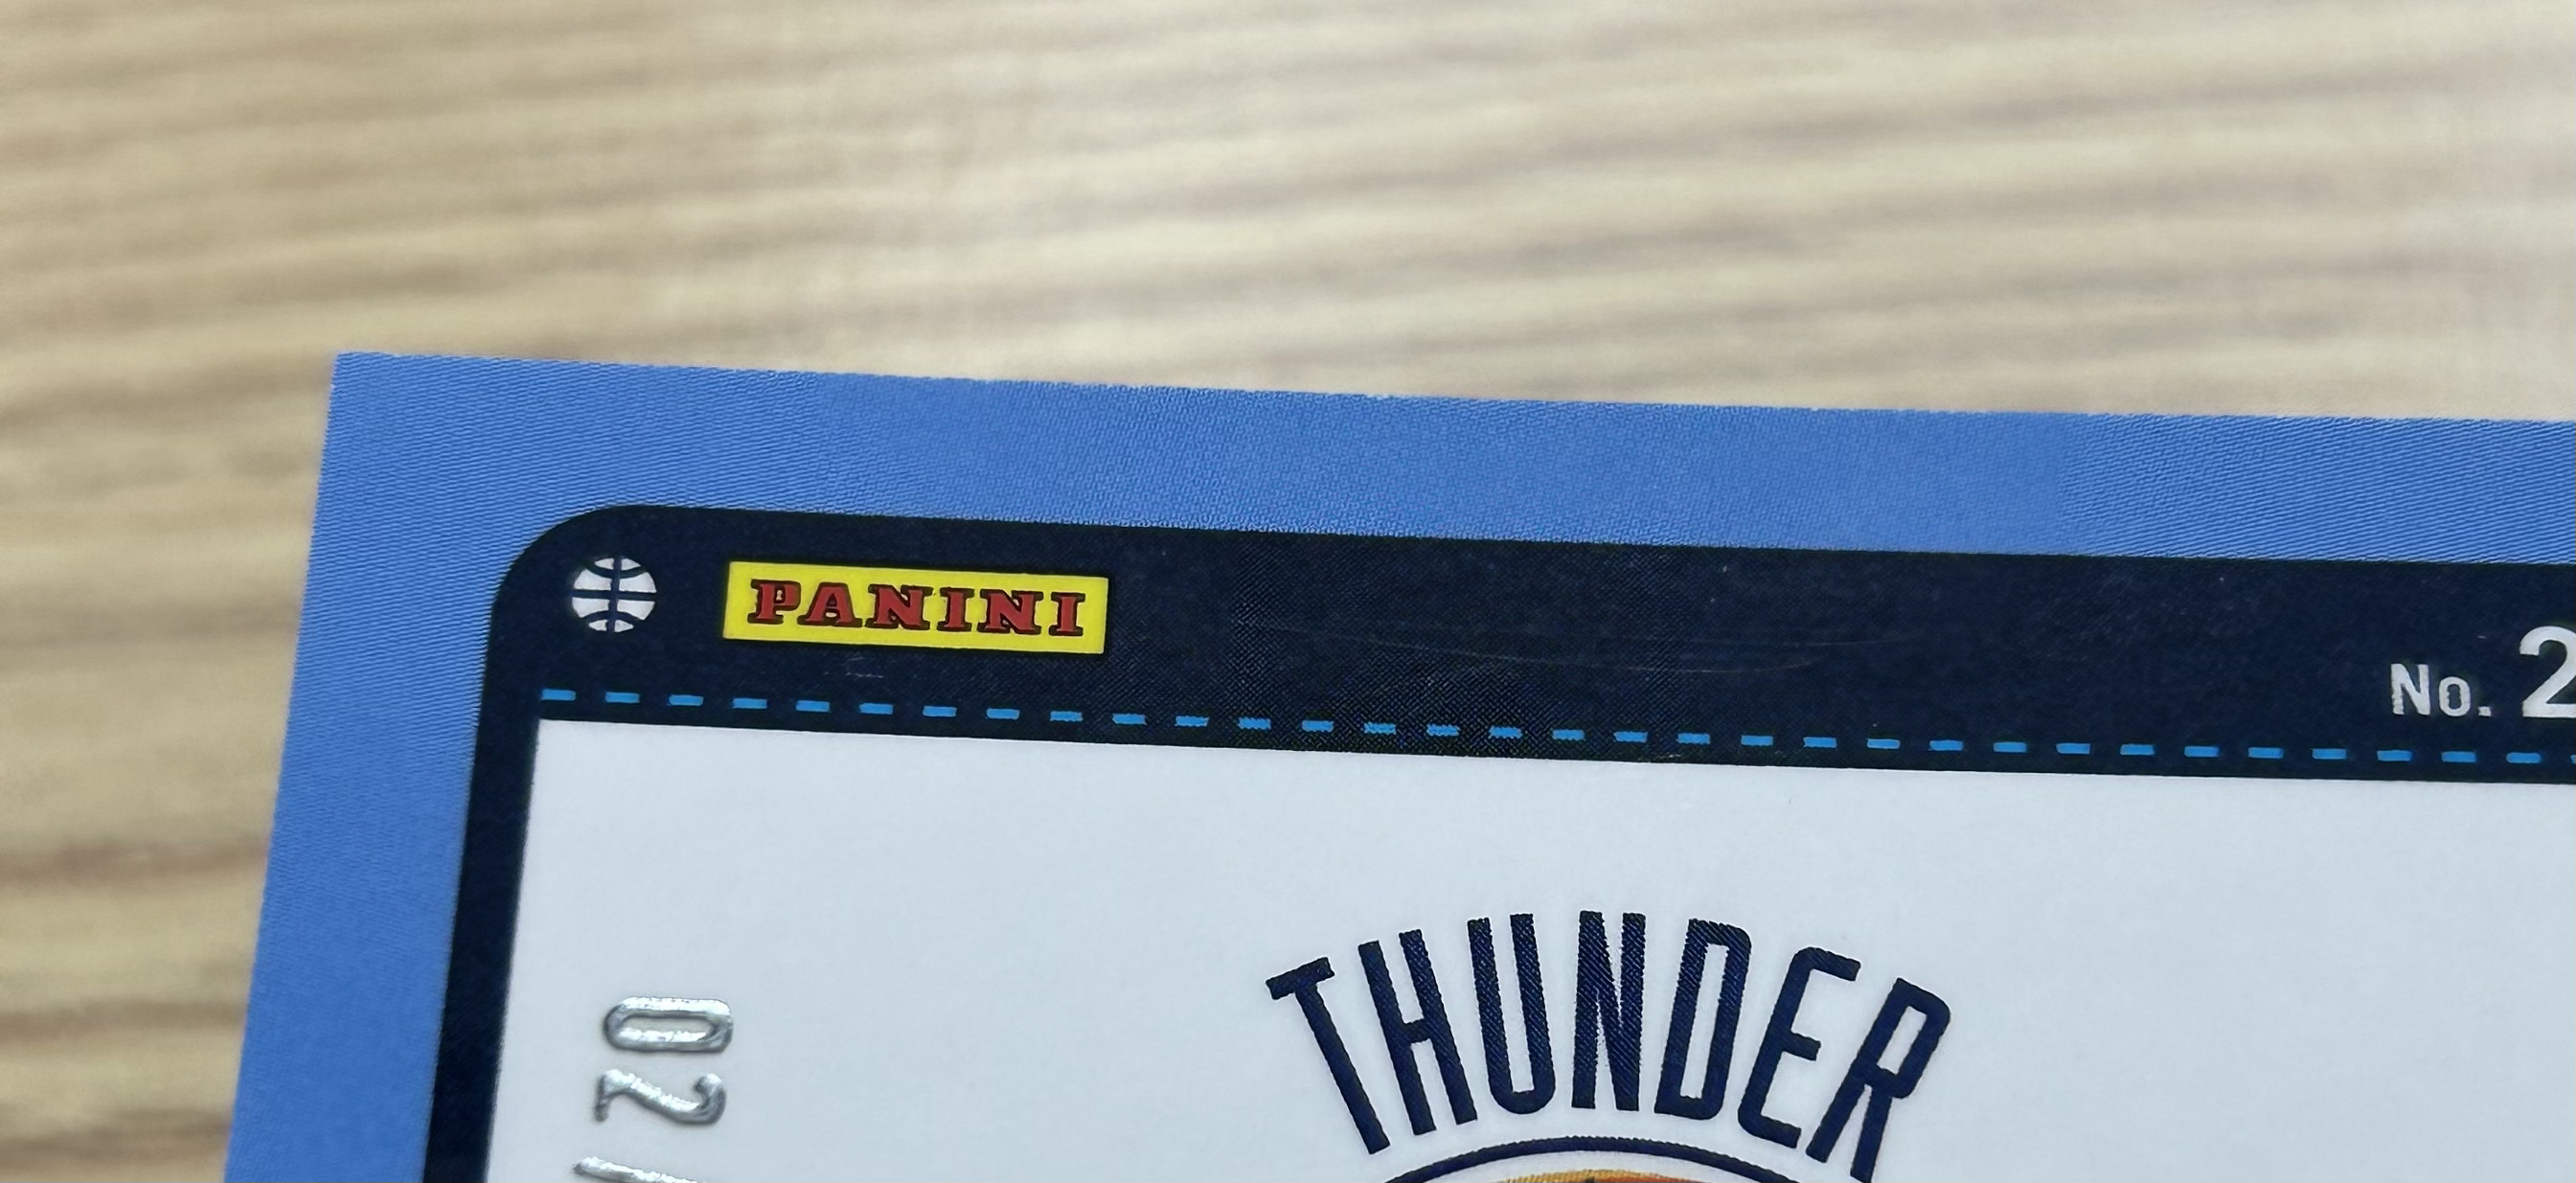 PANINI
No. 2
THUNDER
/20